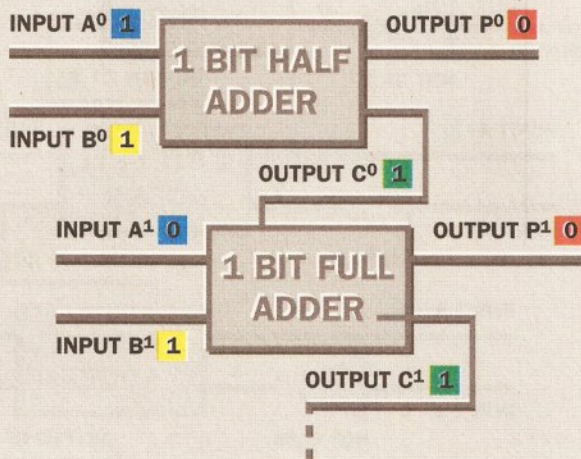 INPUT A⁰ 1
OUTPUT P⁰ 0
1 BIT HALF
ADDER
INPUT B⁰ 1
OUTPUT C⁰ 1
INPUT A¹ 0
OUTPUT P¹ 0
1 BIT FULL
ADDER
INPUT B¹ 1
OUTPUT C¹ 1